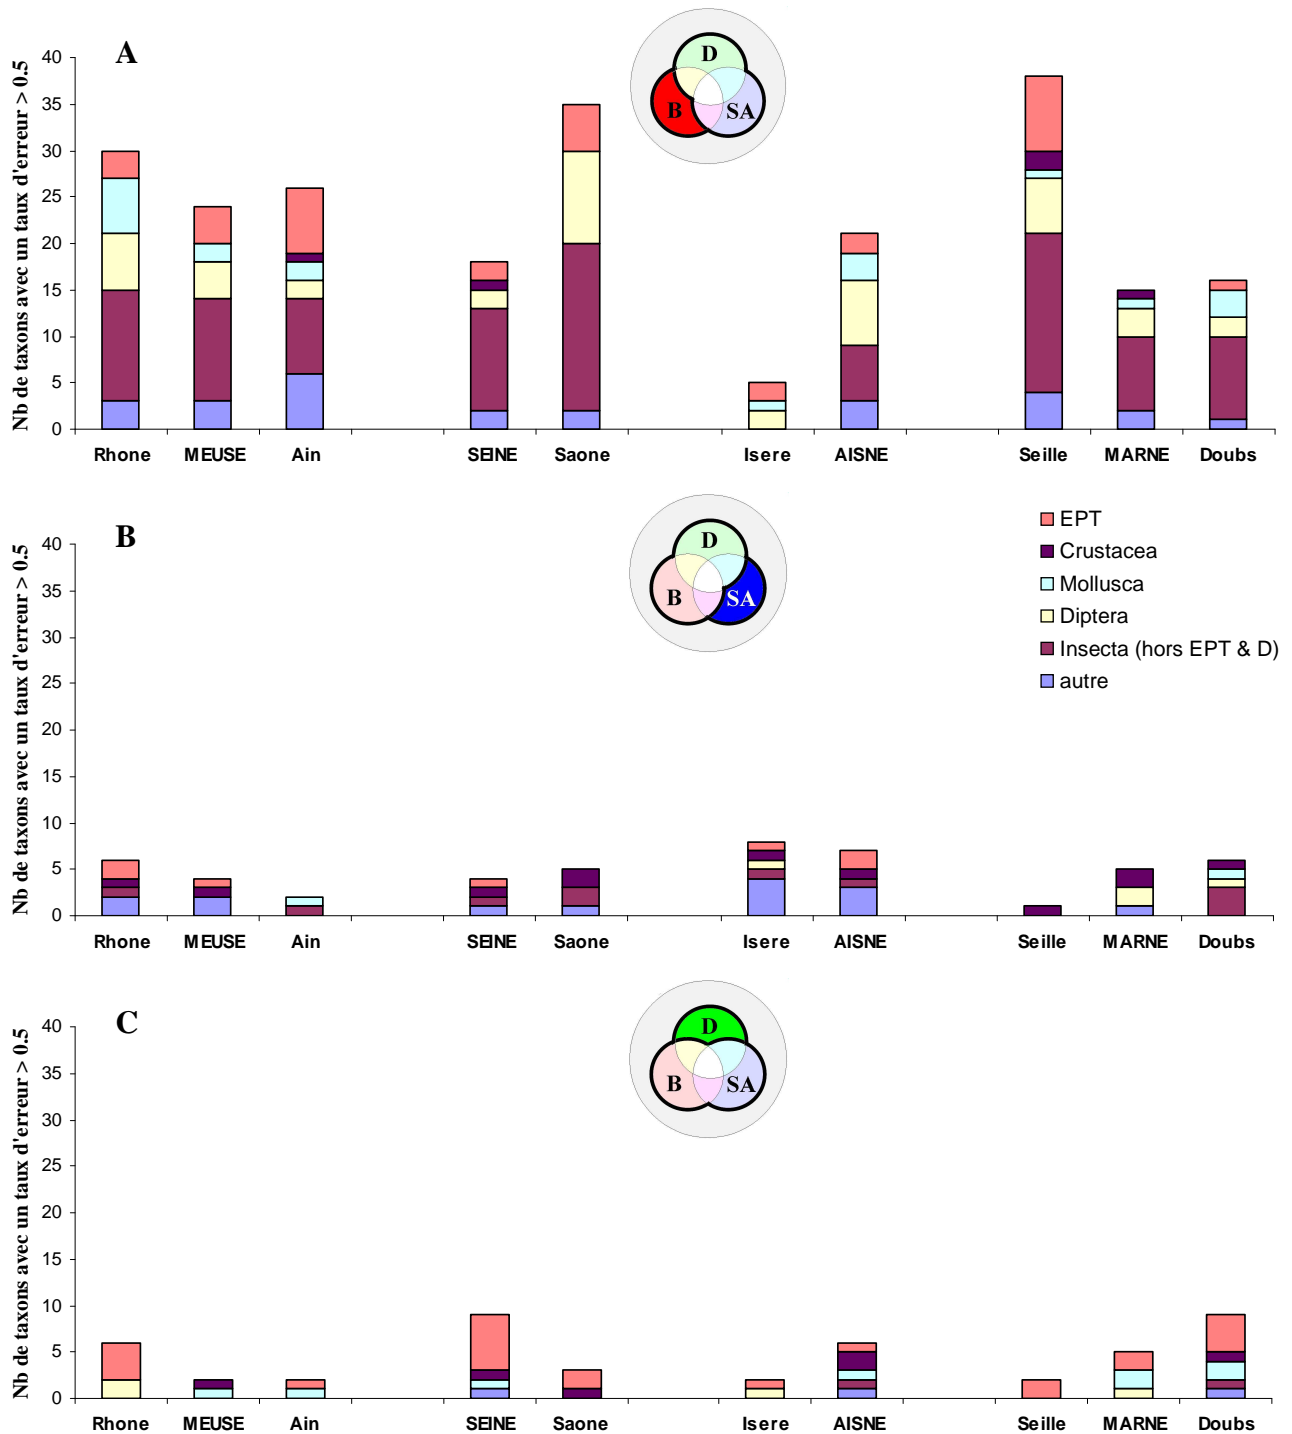 A
Nb de taxons avec un taux d'erreur > 0.5
40
35
30
25
20
15
10
5
0
D
B
SA
Rhone MEUSE Ain SEINE Saone Isere AISNE Seille MARNE Doubs
B
Nb de taxons avec un taux d'erreur > 0.5
40
35
30
25
20
15
10
5
0
D
B
SA
EPT
Crustacea
Mollusca
Diptera
Insecta (hors EPT & D)
autre
Rhone MEUSE Ain SEINE Saone Isere AISNE Seille MARNE Doubs
C
Nb de taxons avec un taux d'erreur > 0.5
40
35
30
25
20
15
10
5
0
D
B
SA
Rhone MEUSE Ain SEINE Saone Isere AISNE Seille MARNE Doubs